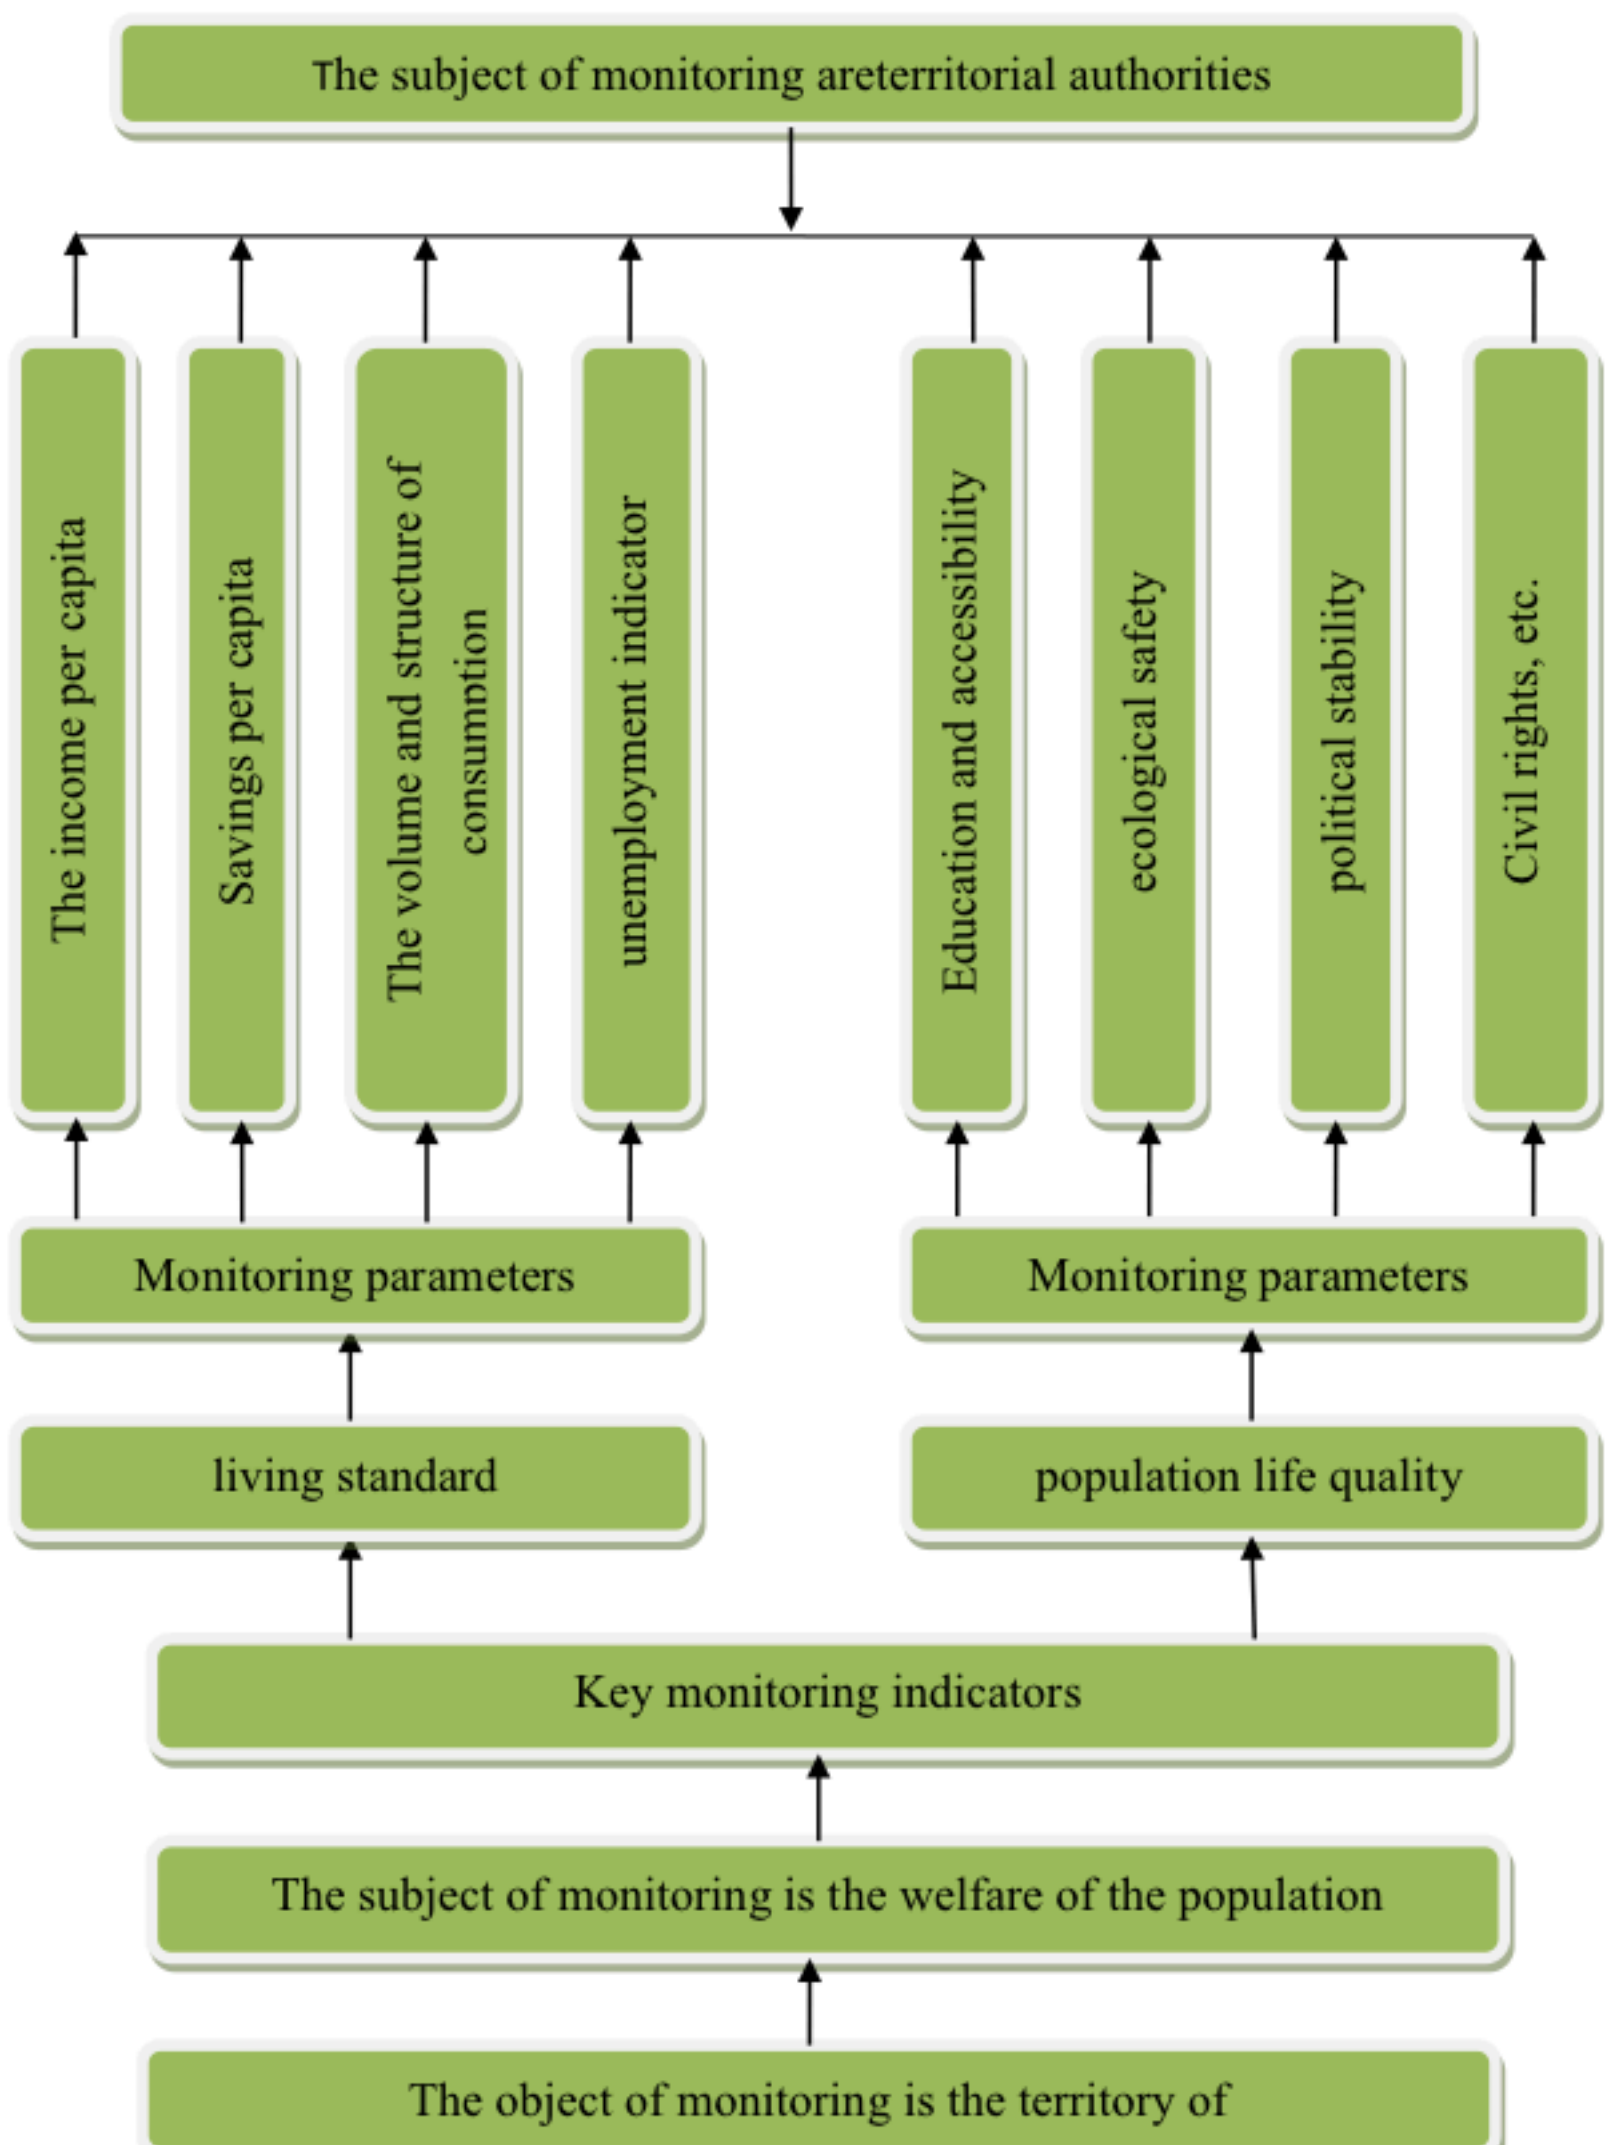 The subject of monitoring areterritorial authorities
The income per capita
Savings per capita
The volume and structure of
consumption
unemployment indicator
Education and accessibility
ecological safety
political stability
Civil rights, etc.
Monitoring parameters
Monitoring parameters
living standard
population life quality
Key monitoring indicators
The subject of monitoring is the welfare of the population
The object of monitoring is the territory of